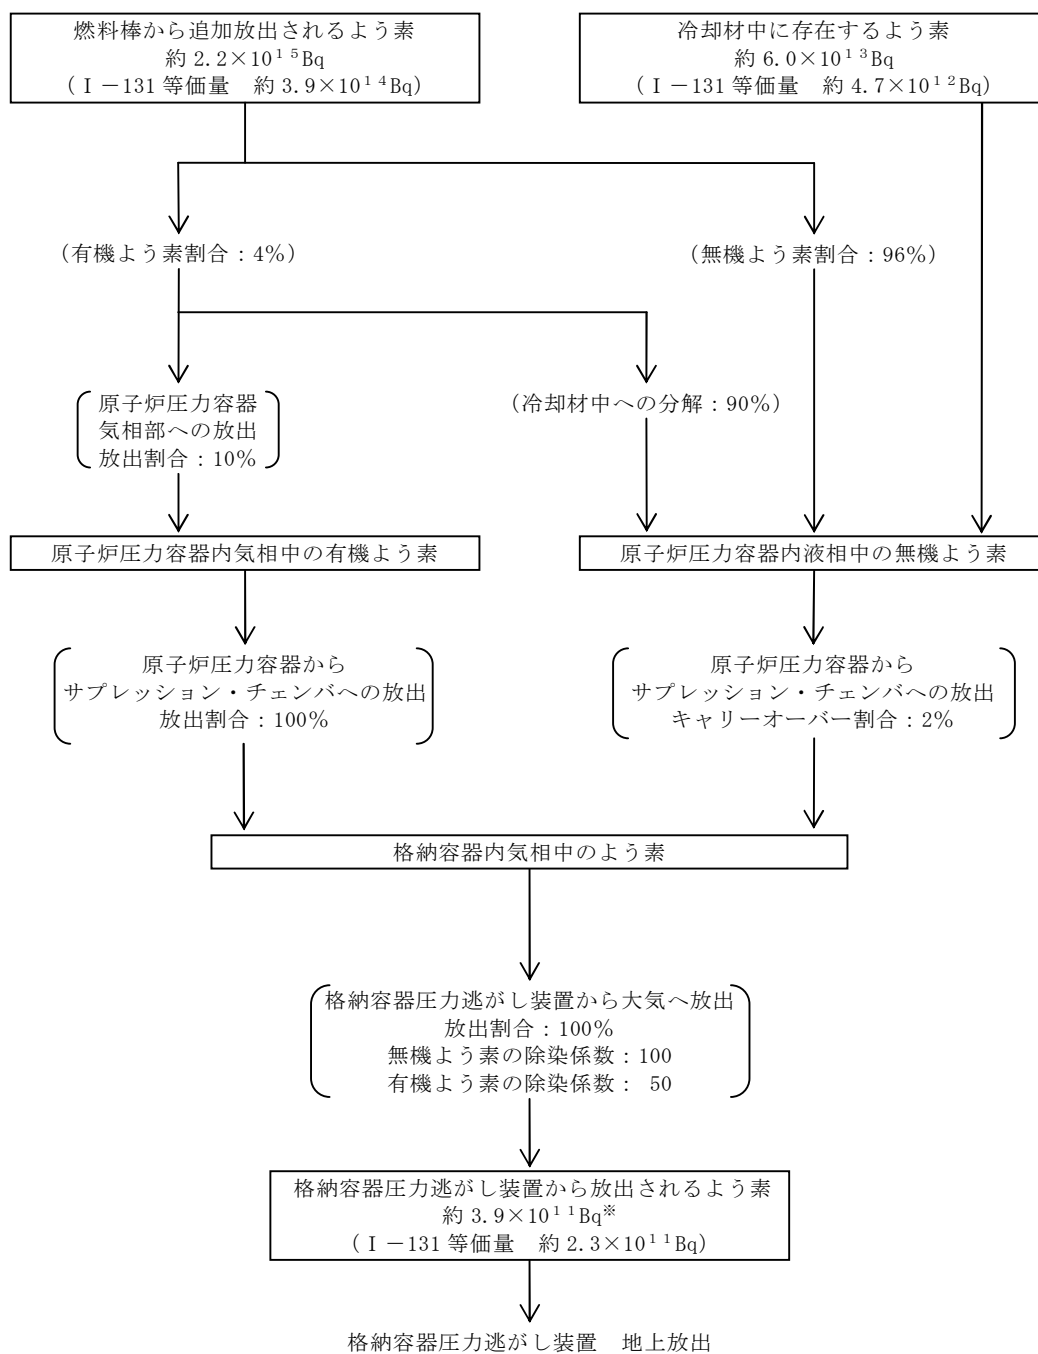 燃料棒から追加放出されるよう素
約 2.2×10¹⁵Bq
（Ｉ－131 等価量　約 3.9×10¹⁴Bq）
冷却材中に存在するよう素
約 6.0×10¹³Bq
（Ｉ－131 等価量　約 4.7×10¹²Bq）
（有機よう素割合：4%）
（無機よう素割合：96%）
原子炉圧力容器
気相部への放出
放出割合：10%
（冷却材中への分解：90%）
原子炉圧力容器内気相中の有機よう素
原子炉圧力容器内液相中の無機よう素
原子炉圧力容器から
サプレッション・チェンバへの放出
放出割合：100%
原子炉圧力容器から
サプレッション・チェンバへの放出
キャリーオーバー割合：2%
格納容器内気相中のよう素
格納容器圧力逃がし装置から大気へ放出
放出割合：100%
無機よう素の除染係数：100
有機よう素の除染係数： 50
格納容器圧力逃がし装置から放出されるよう素
約 3.9×10¹¹Bq※
（Ｉ－131 等価量　約 2.3×10¹¹Bq）
格納容器圧力逃がし装置　地上放出